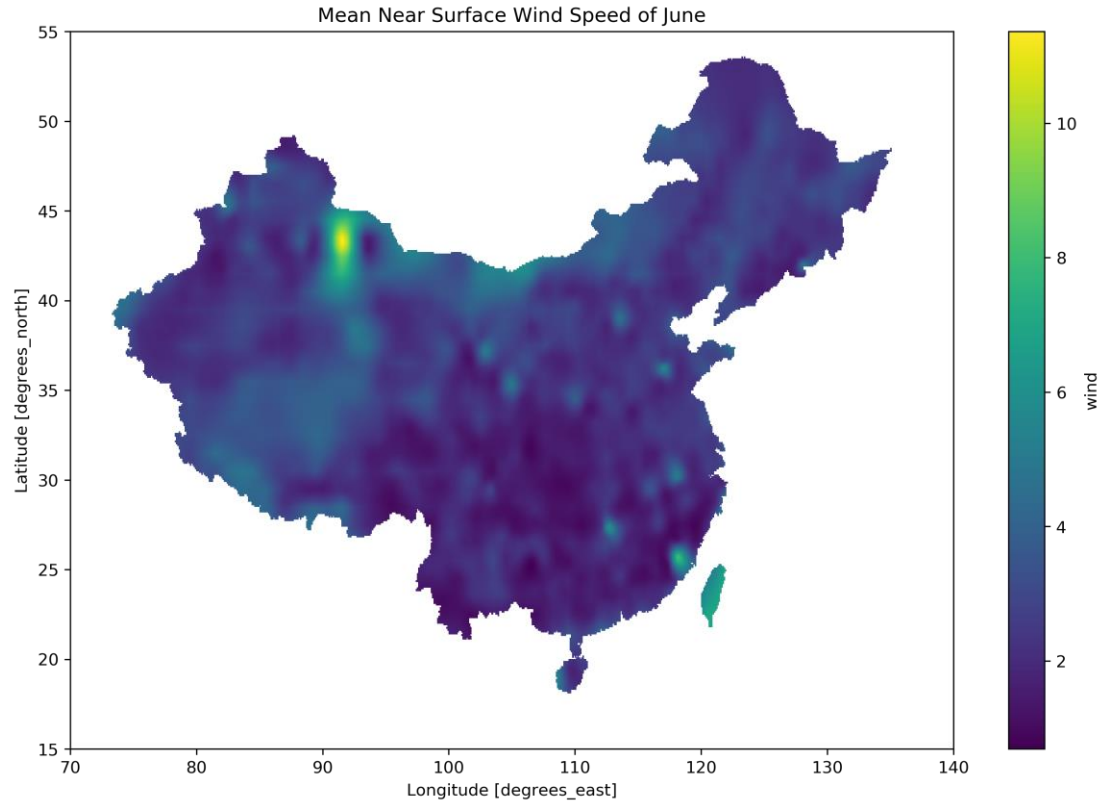 Mean Near Surface Wind Speed of June
55
50
45
40
35
30
25
20
15
70 80 90 100 110 120 130 140
Latitude [degrees_north]
Longitude [degrees_east]
10
8
6
4
2
wind